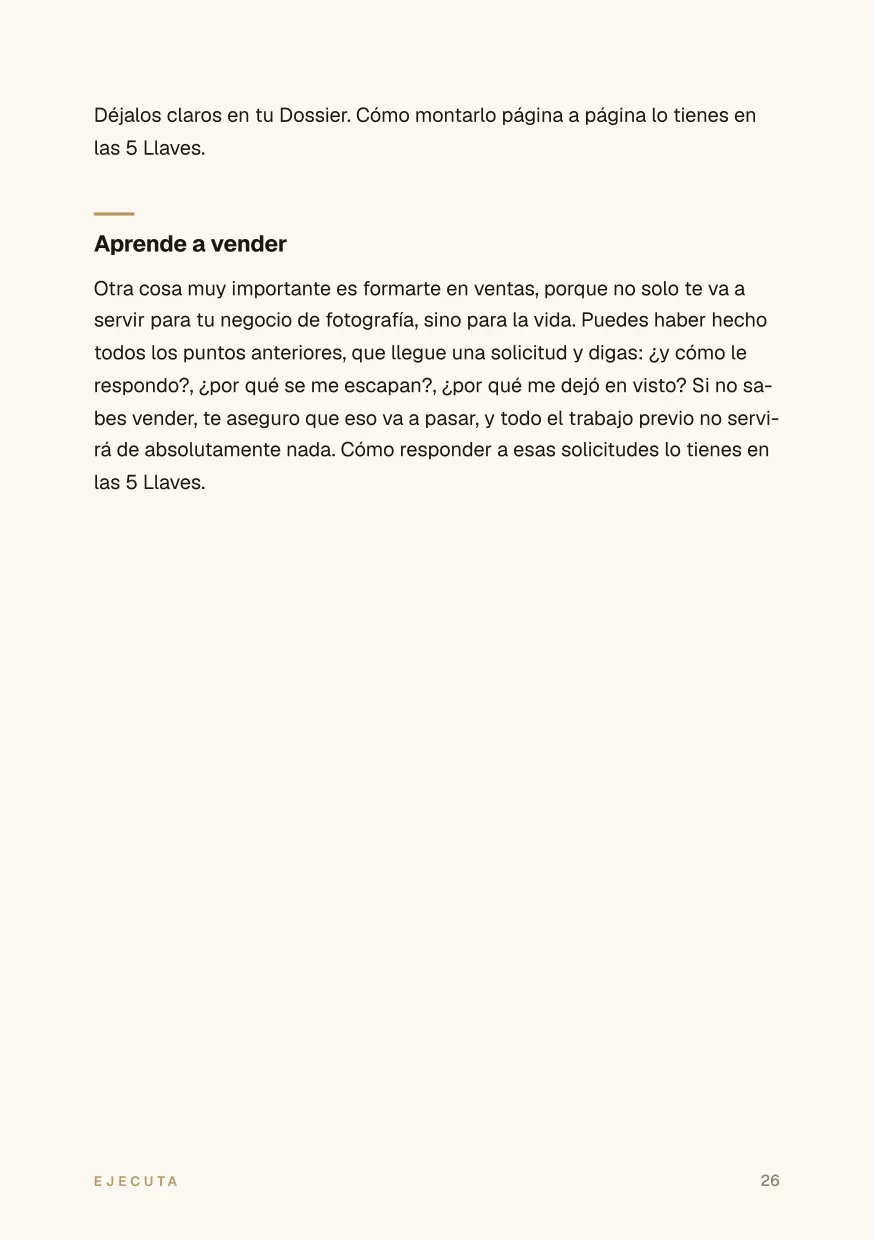 Déjalos claros en tu Dossier. Cómo montarlo página a página lo tienes en
las 5 Llaves.
Aprende a vender
Otra cosa muy importante es formarte en ventas, porque no solo te va a
servir para tu negocio de fotografía, sino para la vida. Puedes haber hecho
todos los puntos anteriores, que llegue una solicitud y digas: ¿y cómo le
respondo?, ¿por qué se me escapan?, ¿por qué me dejó en visto? Si no sa-
bes vender, te aseguro que eso va a pasar, y todo el trabajo previo no servi-
rá de absolutamente nada. Cómo responder a esas solicitudes lo tienes en
las 5 Llaves.
EJECUTA
26